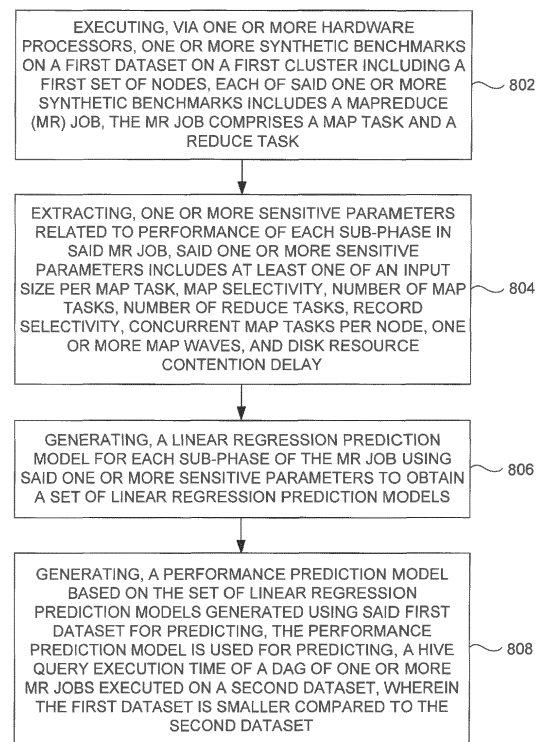 EXECUTING, VIA ONE OR MORE HARDWARE
PROCESSORS, ONE OR MORE SYNTHETIC BENCHMARKS
ON A FIRST DATASET ON A FIRST CLUSTER INCLUDING A
FIRST SET OF NODES, EACH OF SAID ONE OR MORE
SYNTHETIC BENCHMARKS INCLUDES A MAPREDUCE
(MR) JOB, THE MR JOB COMPRISES A MAP TASK AND A
REDUCE TASK
802
EXTRACTING, ONE OR MORE SENSITIVE PARAMETERS
RELATED TO PERFORMANCE OF EACH SUB-PHASE IN
SAID MR JOB, SAID ONE OR MORE SENSITIVE
PARAMETERS INCLUDES AT LEAST ONE OF AN INPUT
SIZE PER MAP TASK, MAP SELECTIVITY, NUMBER OF MAP
TASKS, NUMBER OF REDUCE TASKS, RECORD
SELECTIVITY, CONCURRENT MAP TASKS PER NODE, ONE
OR MORE MAP WAVES, AND DISK RESOURCE
CONTENTION DELAY
804
GENERATING, A LINEAR REGRESSION PREDICTION
MODEL FOR EACH SUB-PHASE OF THE MR JOB USING
SAID ONE OR MORE SENSITIVE PARAMETERS TO OBTAIN
A SET OF LINEAR REGRESSION PREDICTION MODELS
806
GENERATING, A PERFORMANCE PREDICTION MODEL
BASED ON THE SET OF LINEAR REGRESSION
PREDICTION MODELS GENERATED USING SAID FIRST
DATASET FOR PREDICTING, THE PERFORMANCE
PREDICTION MODEL IS USED FOR PREDICTING, A HIVE
QUERY EXECUTION TIME OF A DAG OF ONE OR MORE
MR JOBS EXECUTED ON A SECOND DATASET, WHEREIN
THE FIRST DATASET IS SMALLER COMPARED TO THE
SECOND DATASET
808